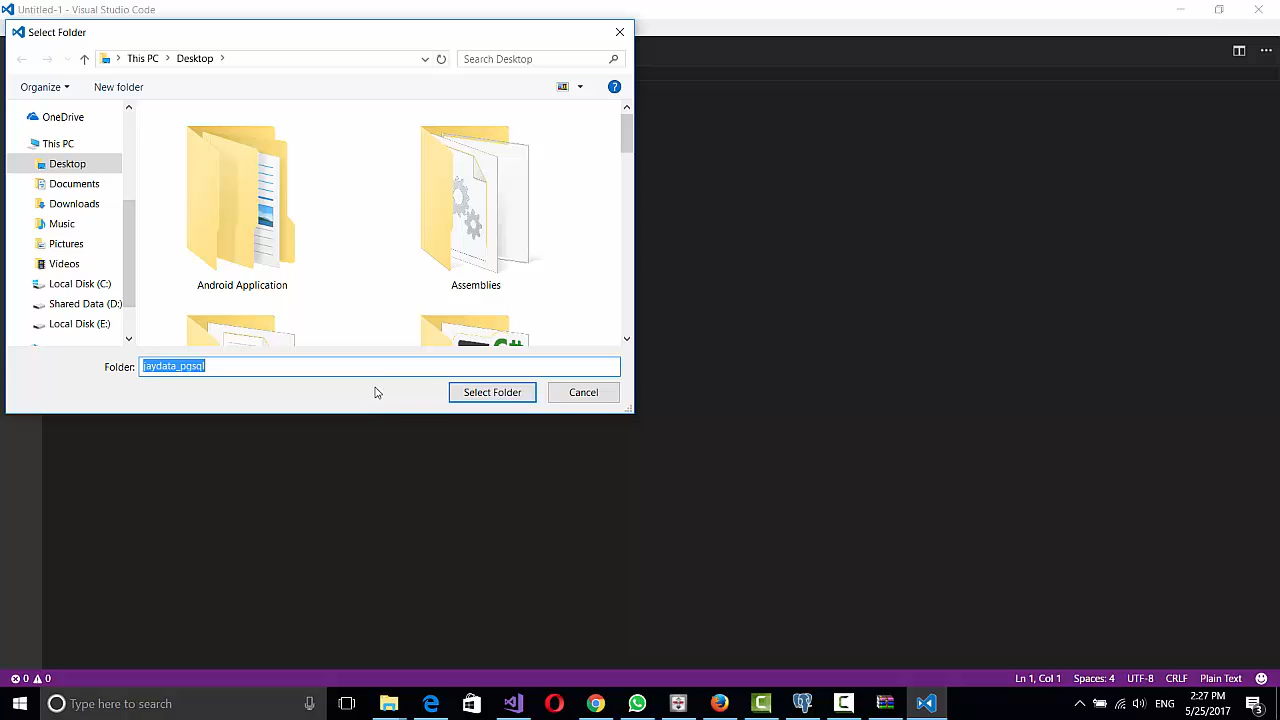 Untitled-1 - Visual Studio Code
Select Folder
This PC
Desktop
Search Desktop
Organize
New folder
OneDrive
This PC
Desktop
Documents
Downloads
Music
Pictures
Videos
Local Disk (C:)
Shared Data (D:)
Local Disk (E:)
Android Application
Assemblies
C#
Folder:
jaydata_pgsql
Select Folder
Cancel
0
0
Ln 1, Col 1
Spaces: 4
UTF-8
CRLF
Plain Text
Type here to search
ENG
2:27 PM
5/25/2017
3